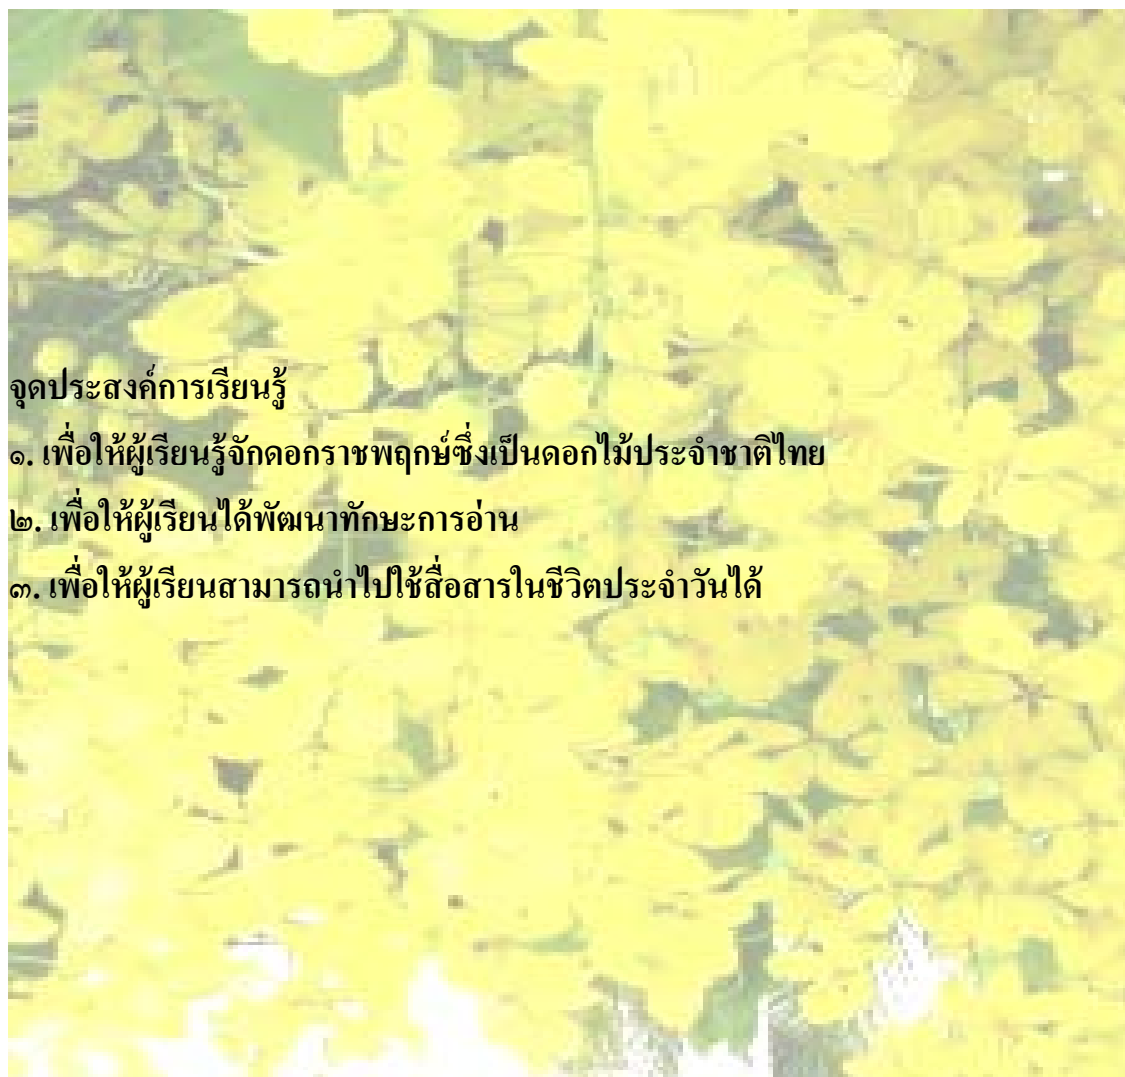 จุดประสงค์การเรียนรู้
๑. เพื่อให้ผู้เรียนรู้จักดอกราชพฤกษ์ซึ่งเป็นดอกไม้ประจำชาติไทย
๒. เพื่อให้ผู้เรียนได้พัฒนาทักษะการอ่าน
๓. เพื่อให้ผู้เรียนสามารถนำไปใช้สื่อสารในชีวิตประจำวันได้